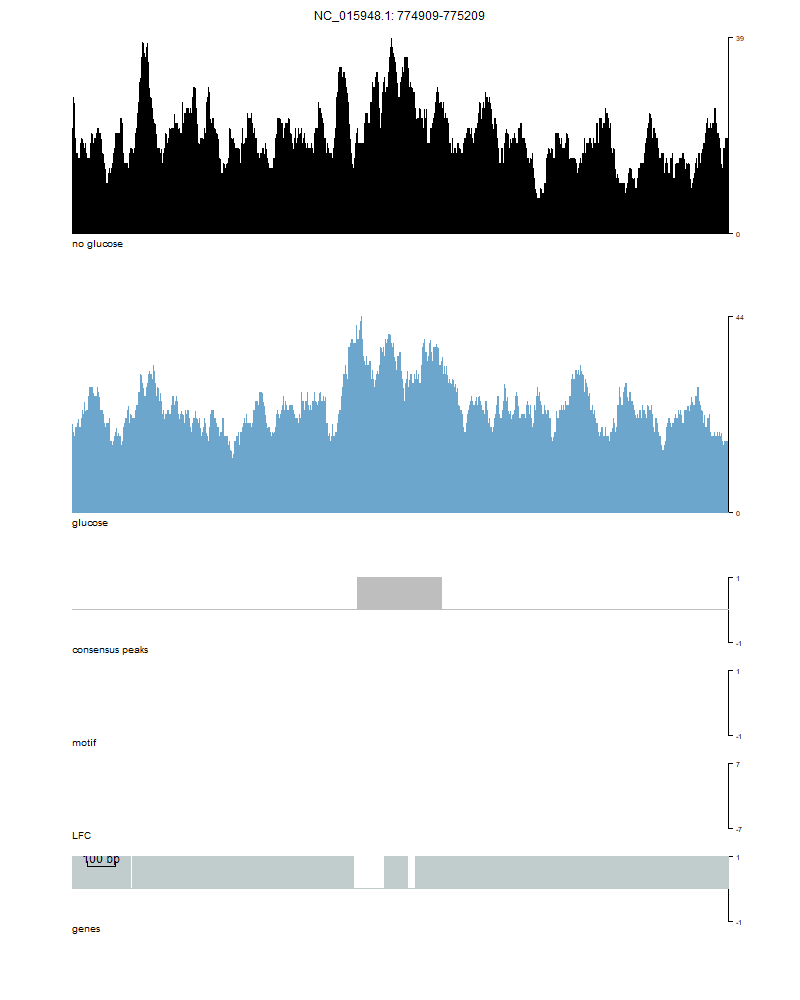 NC_015948.1: 774909-775209
39
0
no glucose
44
0
glucose
1
-1
consensus peaks
1
-1
motif
7
-7
LFC
100 bp
1
-1
genes